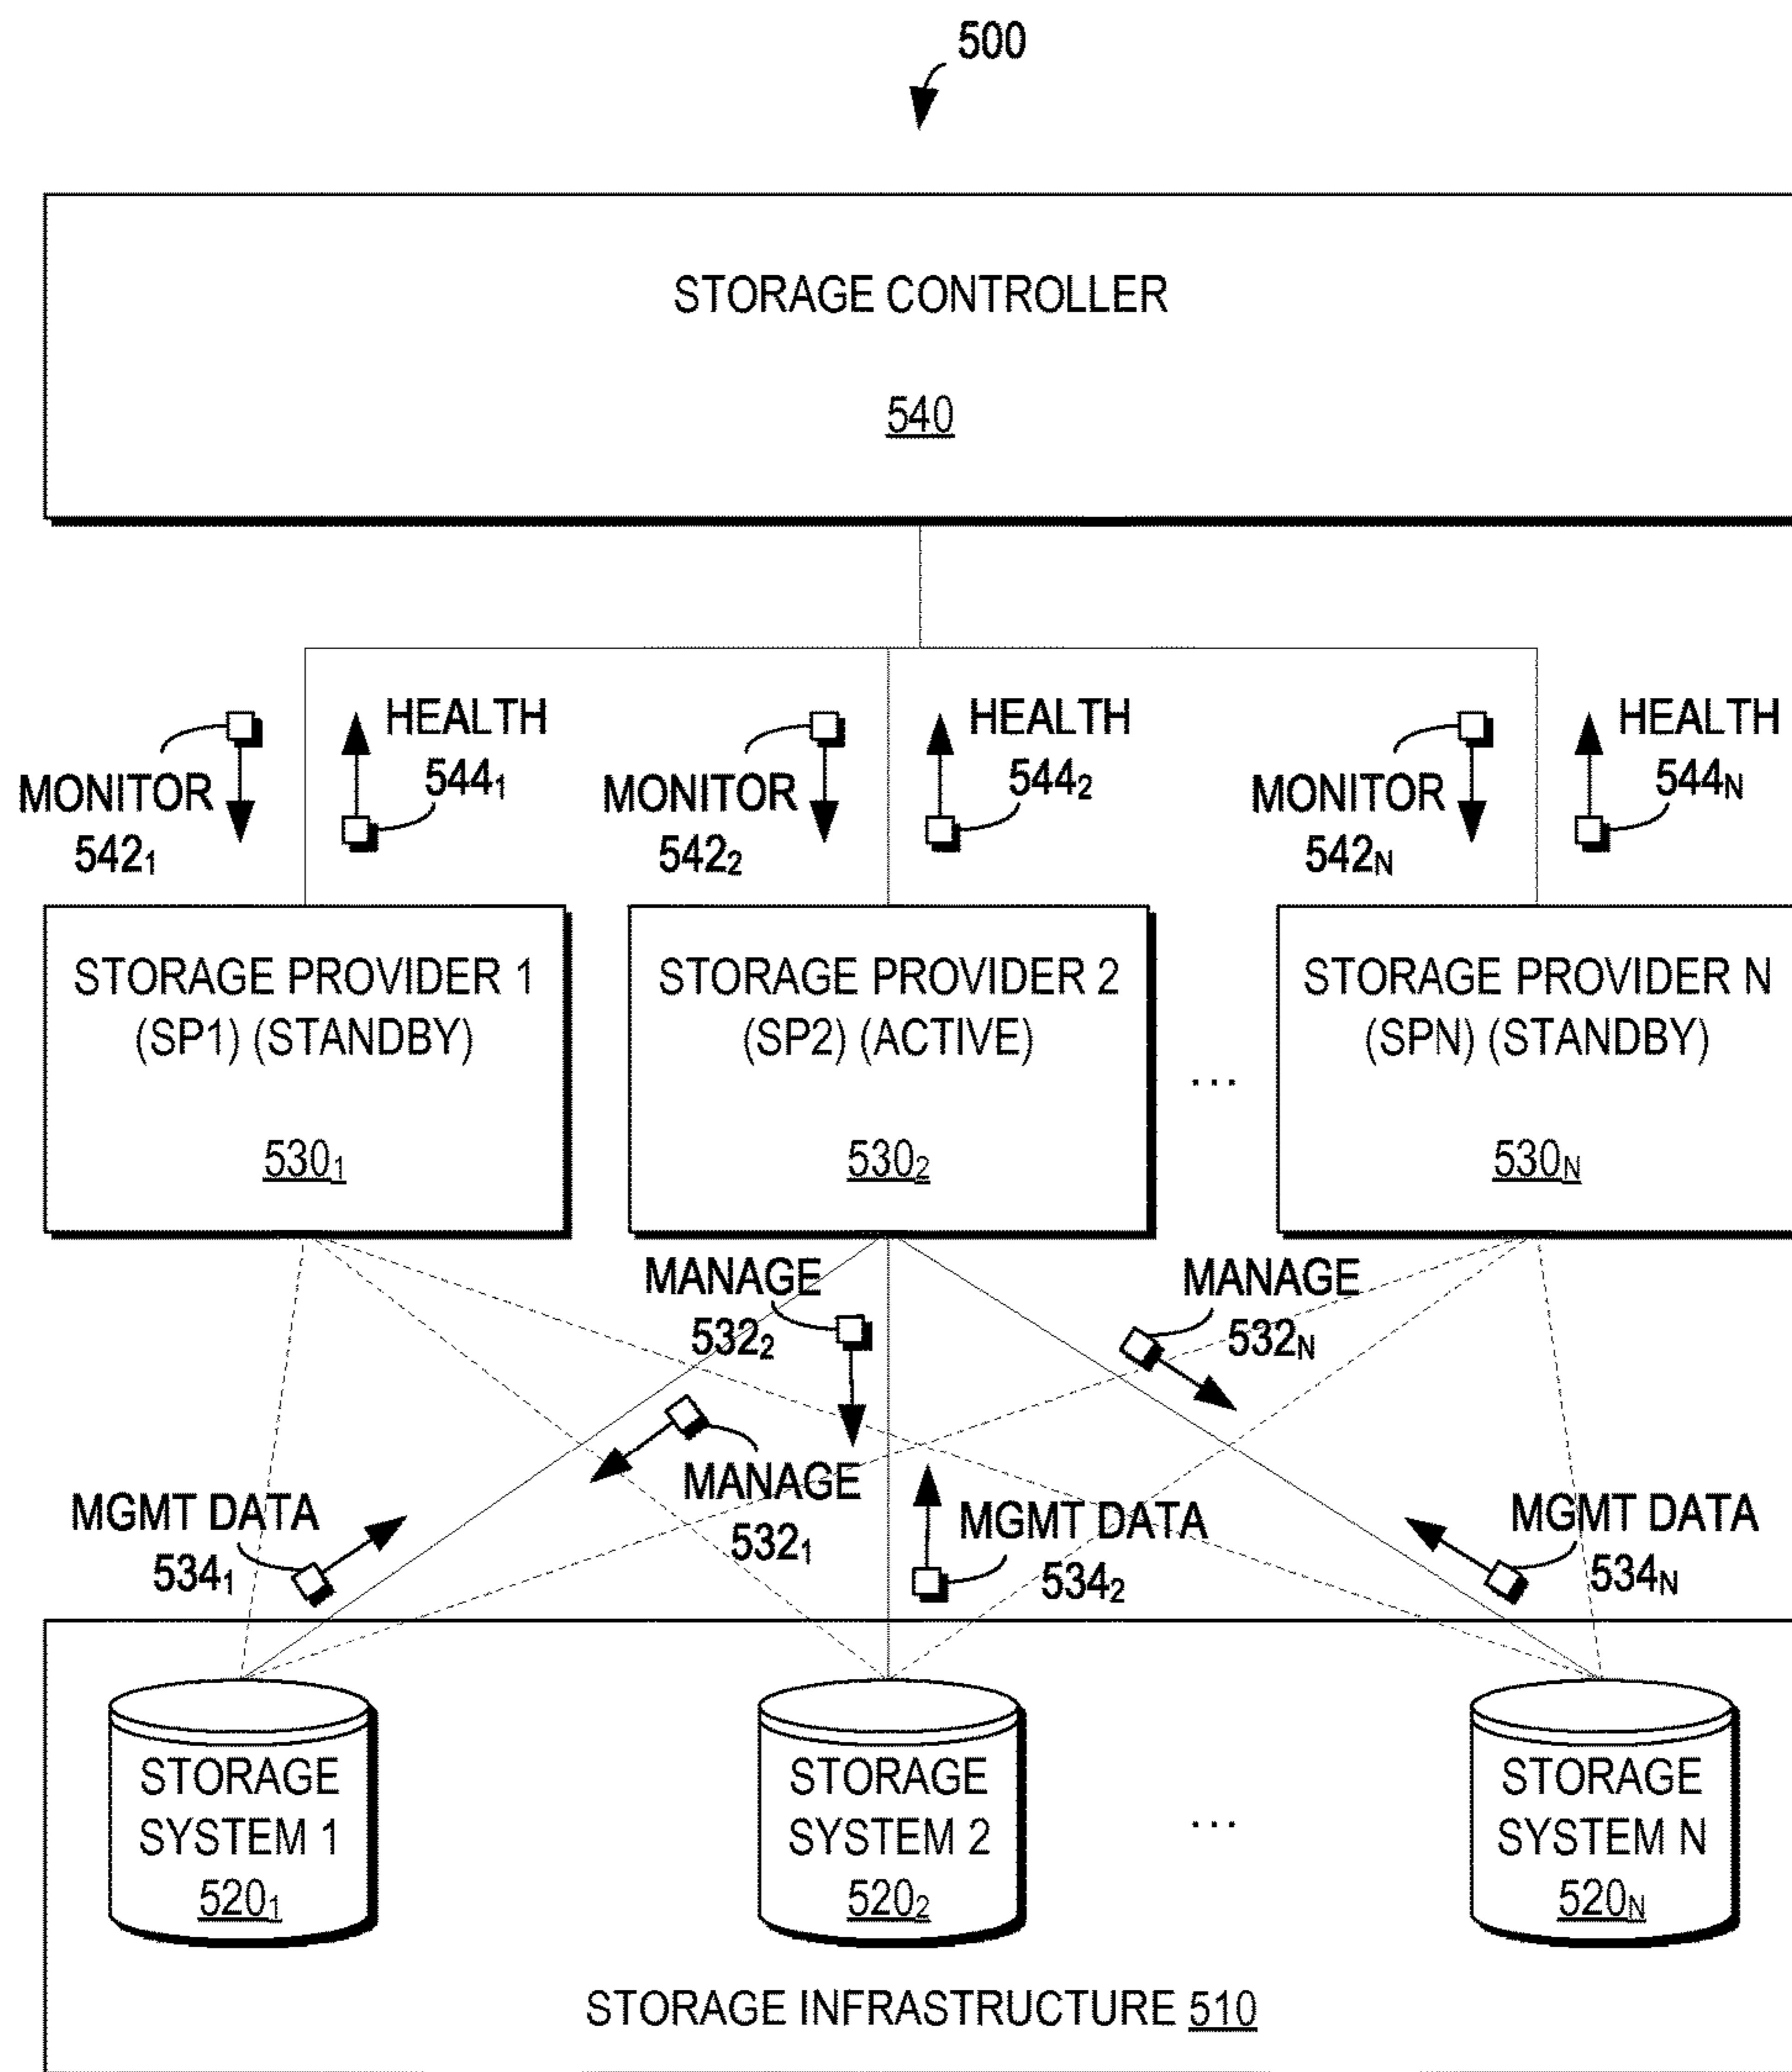 500
STORAGE CONTROLLER
540
HEALTH
544₁
MONITOR
542₁
HEALTH
544₂
MONITOR
542₂
HEALTH
544N
MONITOR
542N
STORAGE PROVIDER 1
(SP1) (STANDBY)
530₁
STORAGE PROVIDER 2
(SP2) (ACTIVE)
530₂
...
STORAGE PROVIDER N
(SPN) (STANDBY)
530N
MANAGE
532₂
MANAGE
532N
MANAGE
532₁
MGMT DATA
534₁
MGMT DATA
534₂
MGMT DATA
534N
STORAGE
SYSTEM 1
520₁
STORAGE
SYSTEM 2
520₂
...
STORAGE
SYSTEM N
520N
STORAGE INFRASTRUCTURE 510